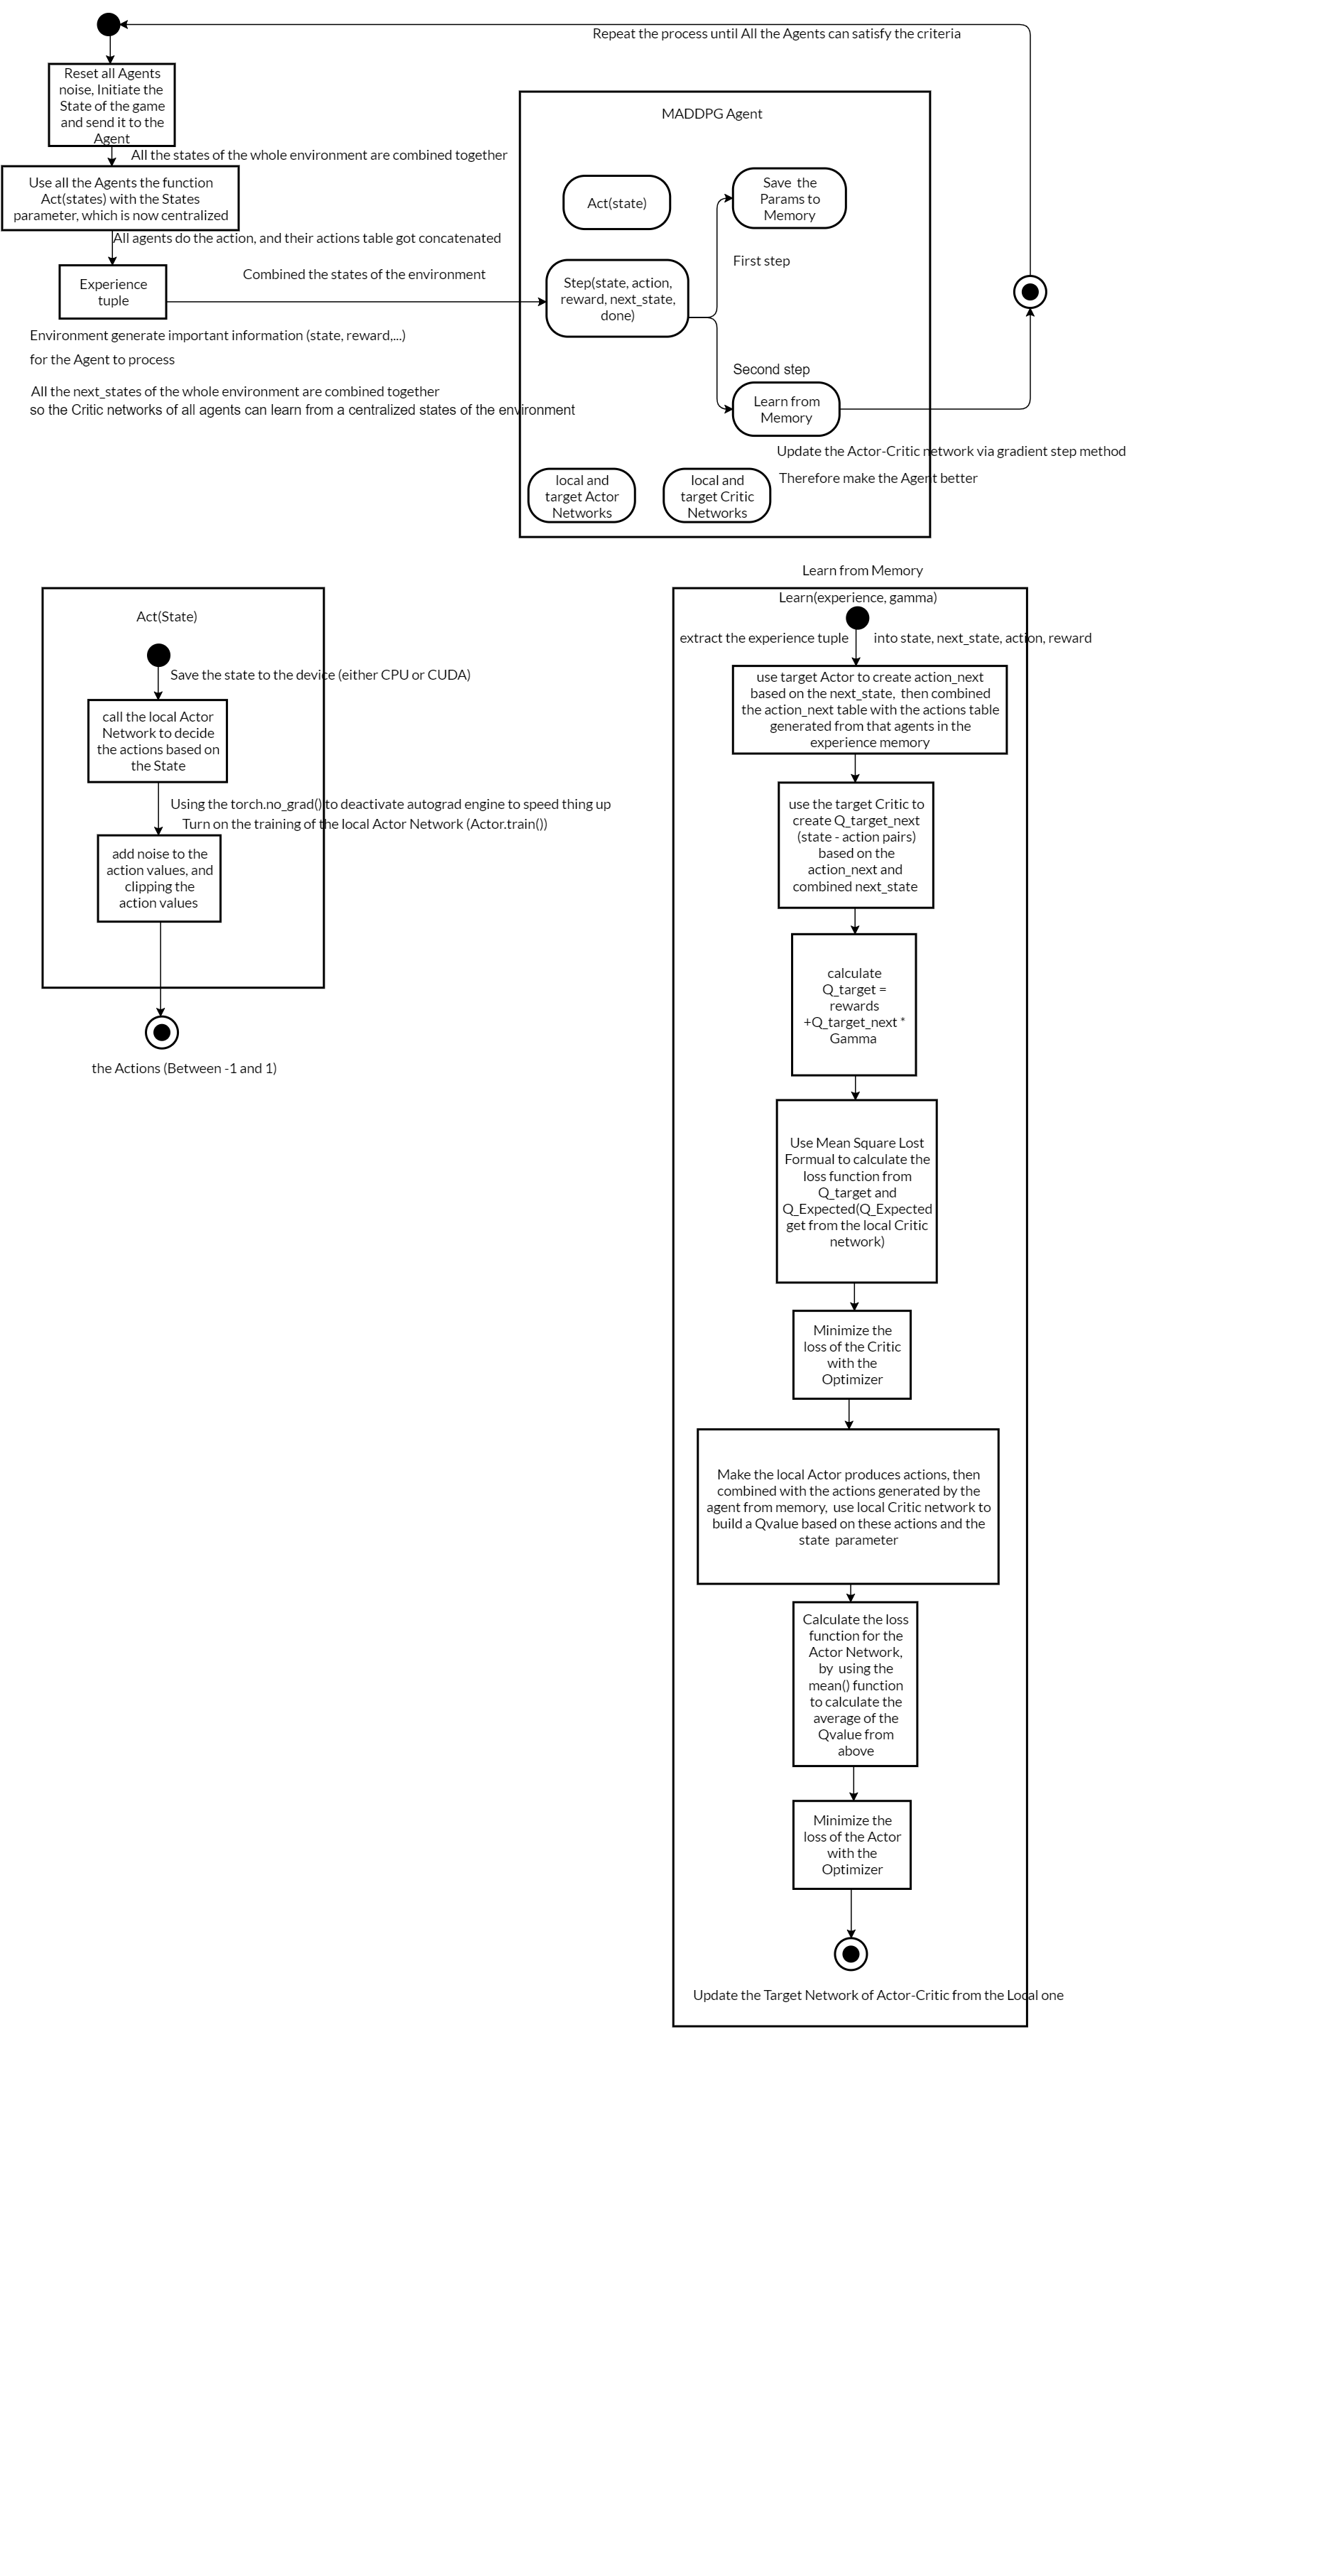 Repeat the process until All the Agents can satisfy the criteria
Reset all Agents
noise, Initiate the
State of the game
and send it to the
Agent
All the states of the whole environment are combined together
Use all the Agents the function
Act(states) with the States
parameter, which is now centralized
All agents do the action, and their actions table got concatenated
Experience
tuple
Combined the states of the environment
Environment generate important information (state, reward,...)
for the Agent to process
All the next_states of the whole environment are combined together
so the Critic networks of all agents can learn from a centralized states of the environment
MADDPG Agent
Act(state)
Save the
Params to
Memory
First step
Step(state, action,
reward, next_state,
done)
Second step
Learn from
Memory
Update the Actor-Critic network via gradient step method
Therefore make the Agent better
local and
target Actor
Networks
local and
target Critic
Networks
Act(State)
Save the state to the device (either CPU or CUDA)
call the local Actor
Network to decide
the actions based on
the State
Using the torch.no_grad() to deactivate autograd engine to speed thing up
Turn on the training of the local Actor Network (Actor.train())
add noise to the
action values, and
clipping the
action values
the Actions (Between -1 and 1)
Learn from Memory
Learn(experience, gamma)
extract the experience tuple into state, next_state, action, reward
use target Actor to create action_next
based on the next_state, then combined
the action_next table with the actions table
generated from that agents in the
experience memory
use the target Critic to
create Q_target_next
(state - action pairs)
based on the
action_next and
combined next_state
calculate
Q_target =
rewards
+Q_target_next *
Gamma
Use Mean Square Lost
Formual to calculate the
loss function from
Q_target and
Q_Expected(Q_Expected
get from the local Critic
network)
Minimize the
loss of the Critic
with the
Optimizer
Make the local Actor produces actions, then
combined with the actions generated by the
agent from memory, use local Critic network to
build a Qvalue based on these actions and the
state parameter
Calculate the loss
function for the
Actor Network,
by using the
mean() function
to calculate the
average of the
Qvalue from
above
Minimize the
loss of the Actor
with the
Optimizer
Update the Target Network of Actor-Critic from the Local one